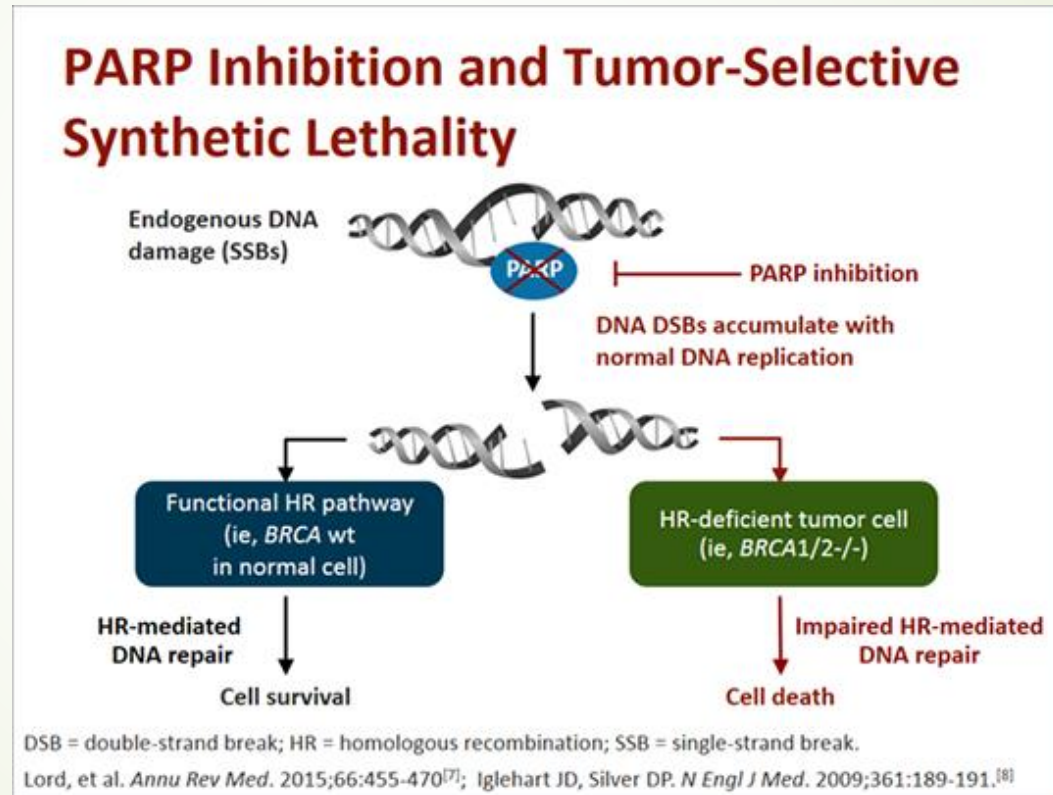 PARP Inhibition and Tumor-Selective
Synthetic Lethality
Endogenous DNA
damage (SSBs)
PARP
PARP inhibition
DNA DSBs accumulate with
normal DNA replication
Functional HR pathway
(ie, BRCA wt
in normal cell)
HR-deficient tumor cell
(ie, BRCA1/2-/-)
HR-mediated
DNA repair
Impaired HR-mediated
DNA repair
Cell survival
Cell death
DSB = double-strand break; HR = homologous recombination; SSB = single-strand break.
Lord, et al. Annu Rev Med. 2015;66:455-470[7]; Iglehart JD, Silver DP. N Engl J Med. 2009;361:189-191.[8]